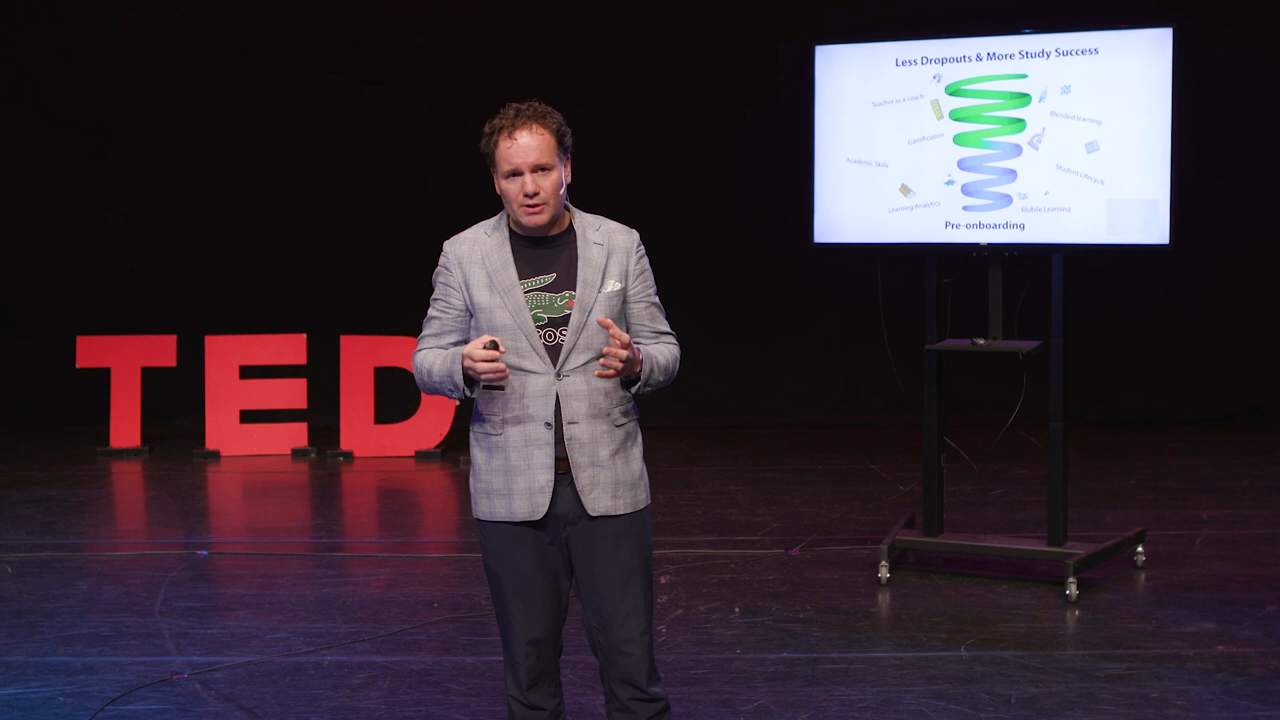 Less Dropouts & More Study Success
Teacher as a coach
Blended learning
Gamification
Academic Skills
Student Lifecycle
Learning Analytics
Mobile Learning
Pre-onboarding
TED